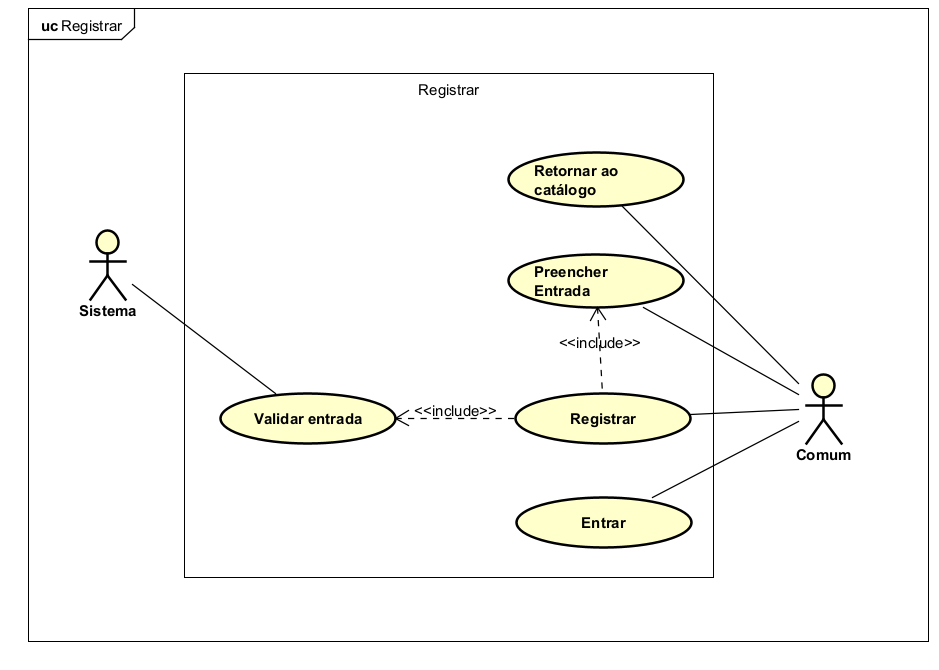 uc Registrar
Registrar
Retornar ao
catálogo
Preencher
Entrada
<<include>>
Sistema
Validar entrada
<<include>>
Registrar
Comum
Entrar